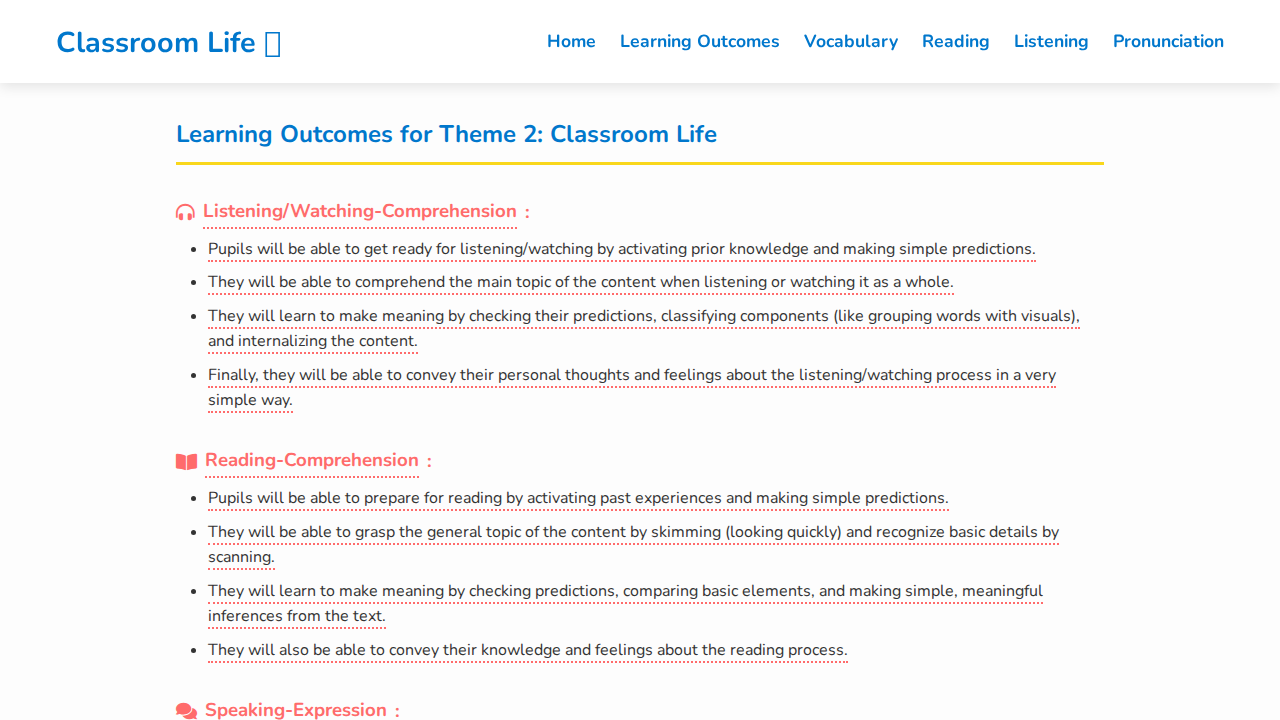 Classroom Life
Home Learning Outcomes Vocabulary Reading Listening Pronunciation
Learning Outcomes for Theme 2: Classroom Life
Listening/Watching-Comprehension :
Pupils will be able to get ready for listening/watching by activating prior knowledge and making simple predictions.
They will be able to comprehend the main topic of the content when listening or watching it as a whole.
They will learn to make meaning by checking their predictions, classifying components (like grouping words with visuals),
and internalizing the content.
Finally, they will be able to convey their personal thoughts and feelings about the listening/watching process in a very
simple way.
Reading-Comprehension :
Pupils will be able to prepare for reading by activating past experiences and making simple predictions.
They will be able to grasp the general topic of the content by skimming (looking quickly) and recognize basic details by
scanning.
They will learn to make meaning by checking predictions, comparing basic elements, and making simple, meaningful
inferences from the text.
They will also be able to convey their knowledge and feelings about the reading process.
Speaking-Expression :